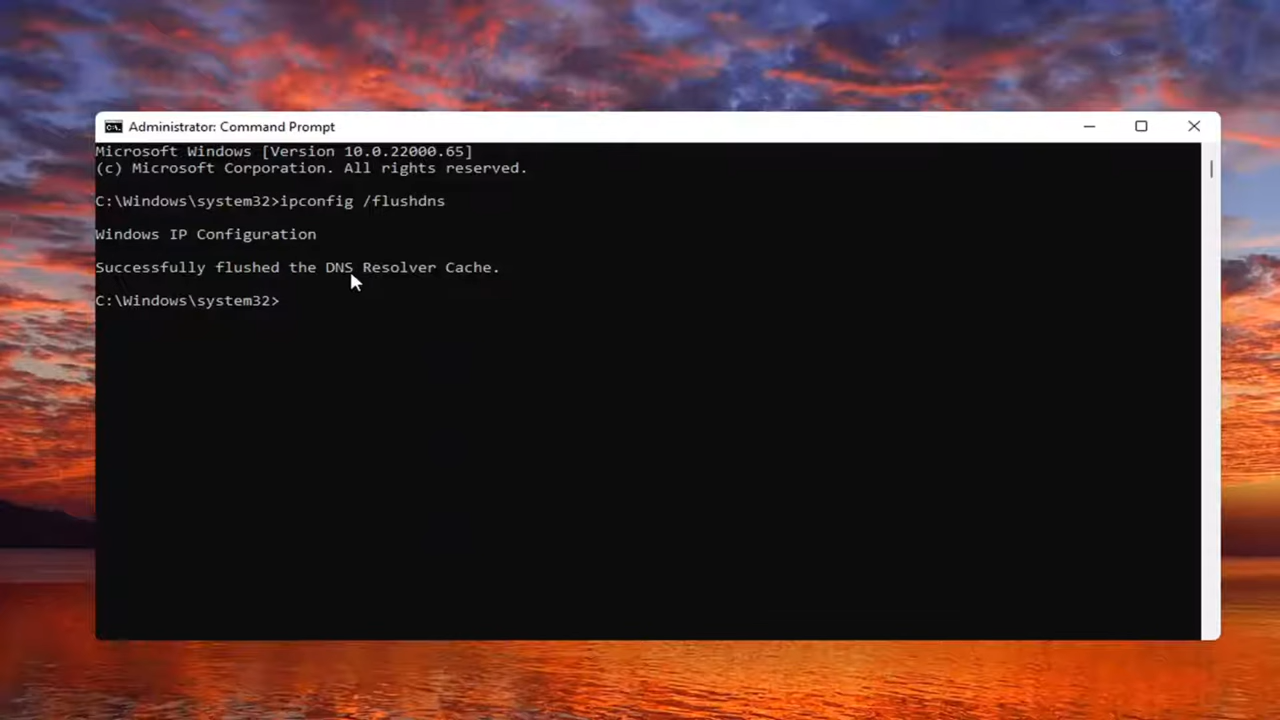 Administrator: Command Prompt
Microsoft Windows [Version 10.0.22000.65]
(c) Microsoft Corporation. All rights reserved.
C:\Windows\system32>ipconfig /flushdns
Windows IP Configuration
Successfully flushed the DNS Resolver Cache.
C:\Windows\system32>